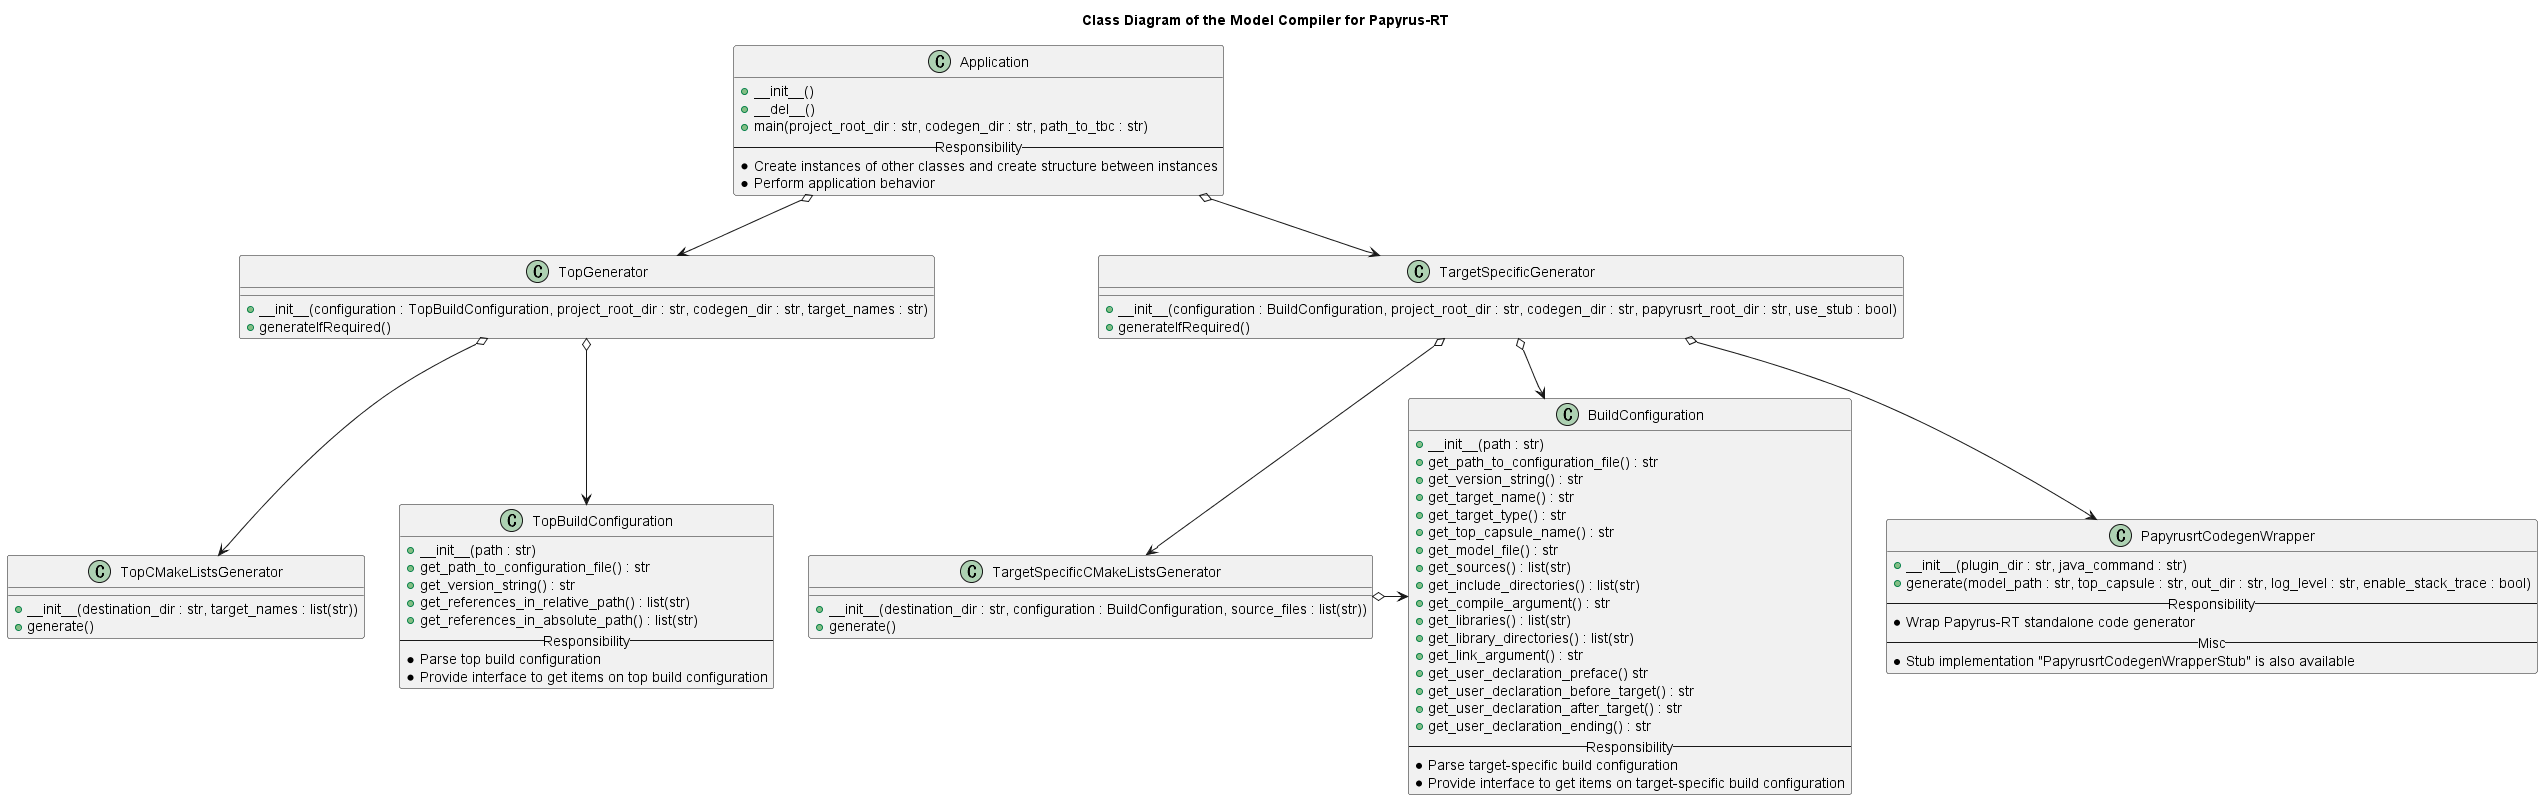 Class Diagram of the Model Compiler for Papyrus-RT
C Application
__init__()
__del__()
main(project_root_dir : str, codegen_dir : str, path_to_tbc : str)
Responsibility
Create instances of other classes and create structure between instances
Perform application behavior
C TopGenerator
__init__(configuration : TopBuildConfiguration, project_root_dir : str, codegen_dir : str, target_names : str)
generateIfRequired()
C TargetSpecificGenerator
__init__(configuration : BuildConfiguration, project_root_dir : str, codegen_dir : str, papyrusrt_root_dir : str, use_stub : bool)
generateIfRequired()
C TopCMakeListsGenerator
__init__(destination_dir : str, target_names : list(str))
generate()
C TopBuildConfiguration
__init__(path : str)
get_path_to_configuration_file() : str
get_version_string() : str
get_references_in_relative_path() : list(str)
get_references_in_absolute_path() : list(str)
Responsibility
Parse top build configuration
Provide interface to get items on top build configuration
C TargetSpecificCMakeListsGenerator
__init__(destination_dir : str, configuration : BuildConfiguration, source_files : list(str))
generate()
C BuildConfiguration
__init__(path : str)
get_path_to_configuration_file() : str
get_version_string() : str
get_target_name() : str
get_target_type() : str
get_top_capsule_name() : str
get_model_file() : str
get_sources() : list(str)
get_include_directories() : list(str)
get_compile_argument() : str
get_libraries() : list(str)
get_library_directories() : list(str)
get_link_argument() : str
get_user_declaration_preface() str
get_user_declaration_before_target() : str
get_user_declaration_after_target() : str
get_user_declaration_ending() : str
Responsibility
Parse target-specific build configuration
Provide interface to get items on target-specific build configuration
C PapyrusrtCodegenWrapper
__init__(plugin_dir : str, java_command : str)
generate(model_path : str, top_capsule : str, out_dir : str, log_level : str, enable_stack_trace : bool)
Responsibility
Wrap Papyrus-RT standalone code generator
Misc
Stub implementation "PapyrusrtCodegenWrapperStub" is also available